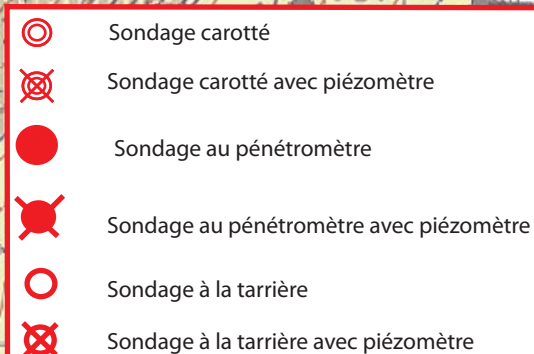 Sondage carotté
Sondage carotté avec piézomètre
Sondage au pénétromètre
Sondage au pénétromètre avec piézomètre
Sondage à la tarrière
Sondage à la tarrière avec piézomètre